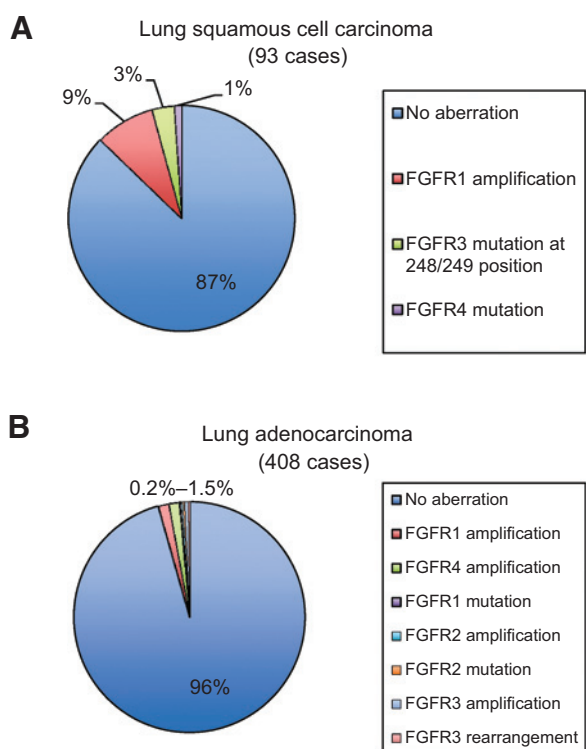 A
Lung squamous cell carcinoma
(93 cases)
3%
1%
9%
87%
No aberration
FGFR1 amplification
FGFR3 mutation at
248/249 position
FGFR4 mutation
B
Lung adenocarcinoma
(408 cases)
0.2%–1.5%
96%
No aberration
FGFR1 amplification
FGFR4 amplification
FGFR1 mutation
FGFR2 amplification
FGFR2 mutation
FGFR3 amplification
FGFR3 rearrangement